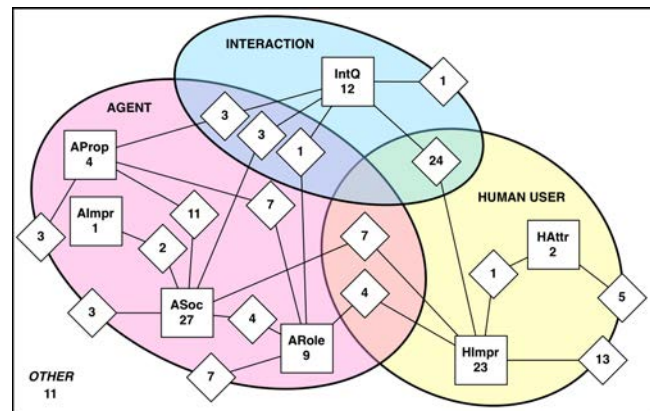 INTERACTION
IntQ
12
1
AGENT
3
3
1
24
AProp
4
HUMAN USER
AImpr
1
11
7
3
2
7
HAttr
2
1
5
3
ASoc
27
4
4
ARole
9
HImpr
23
13
7
OTHER
11